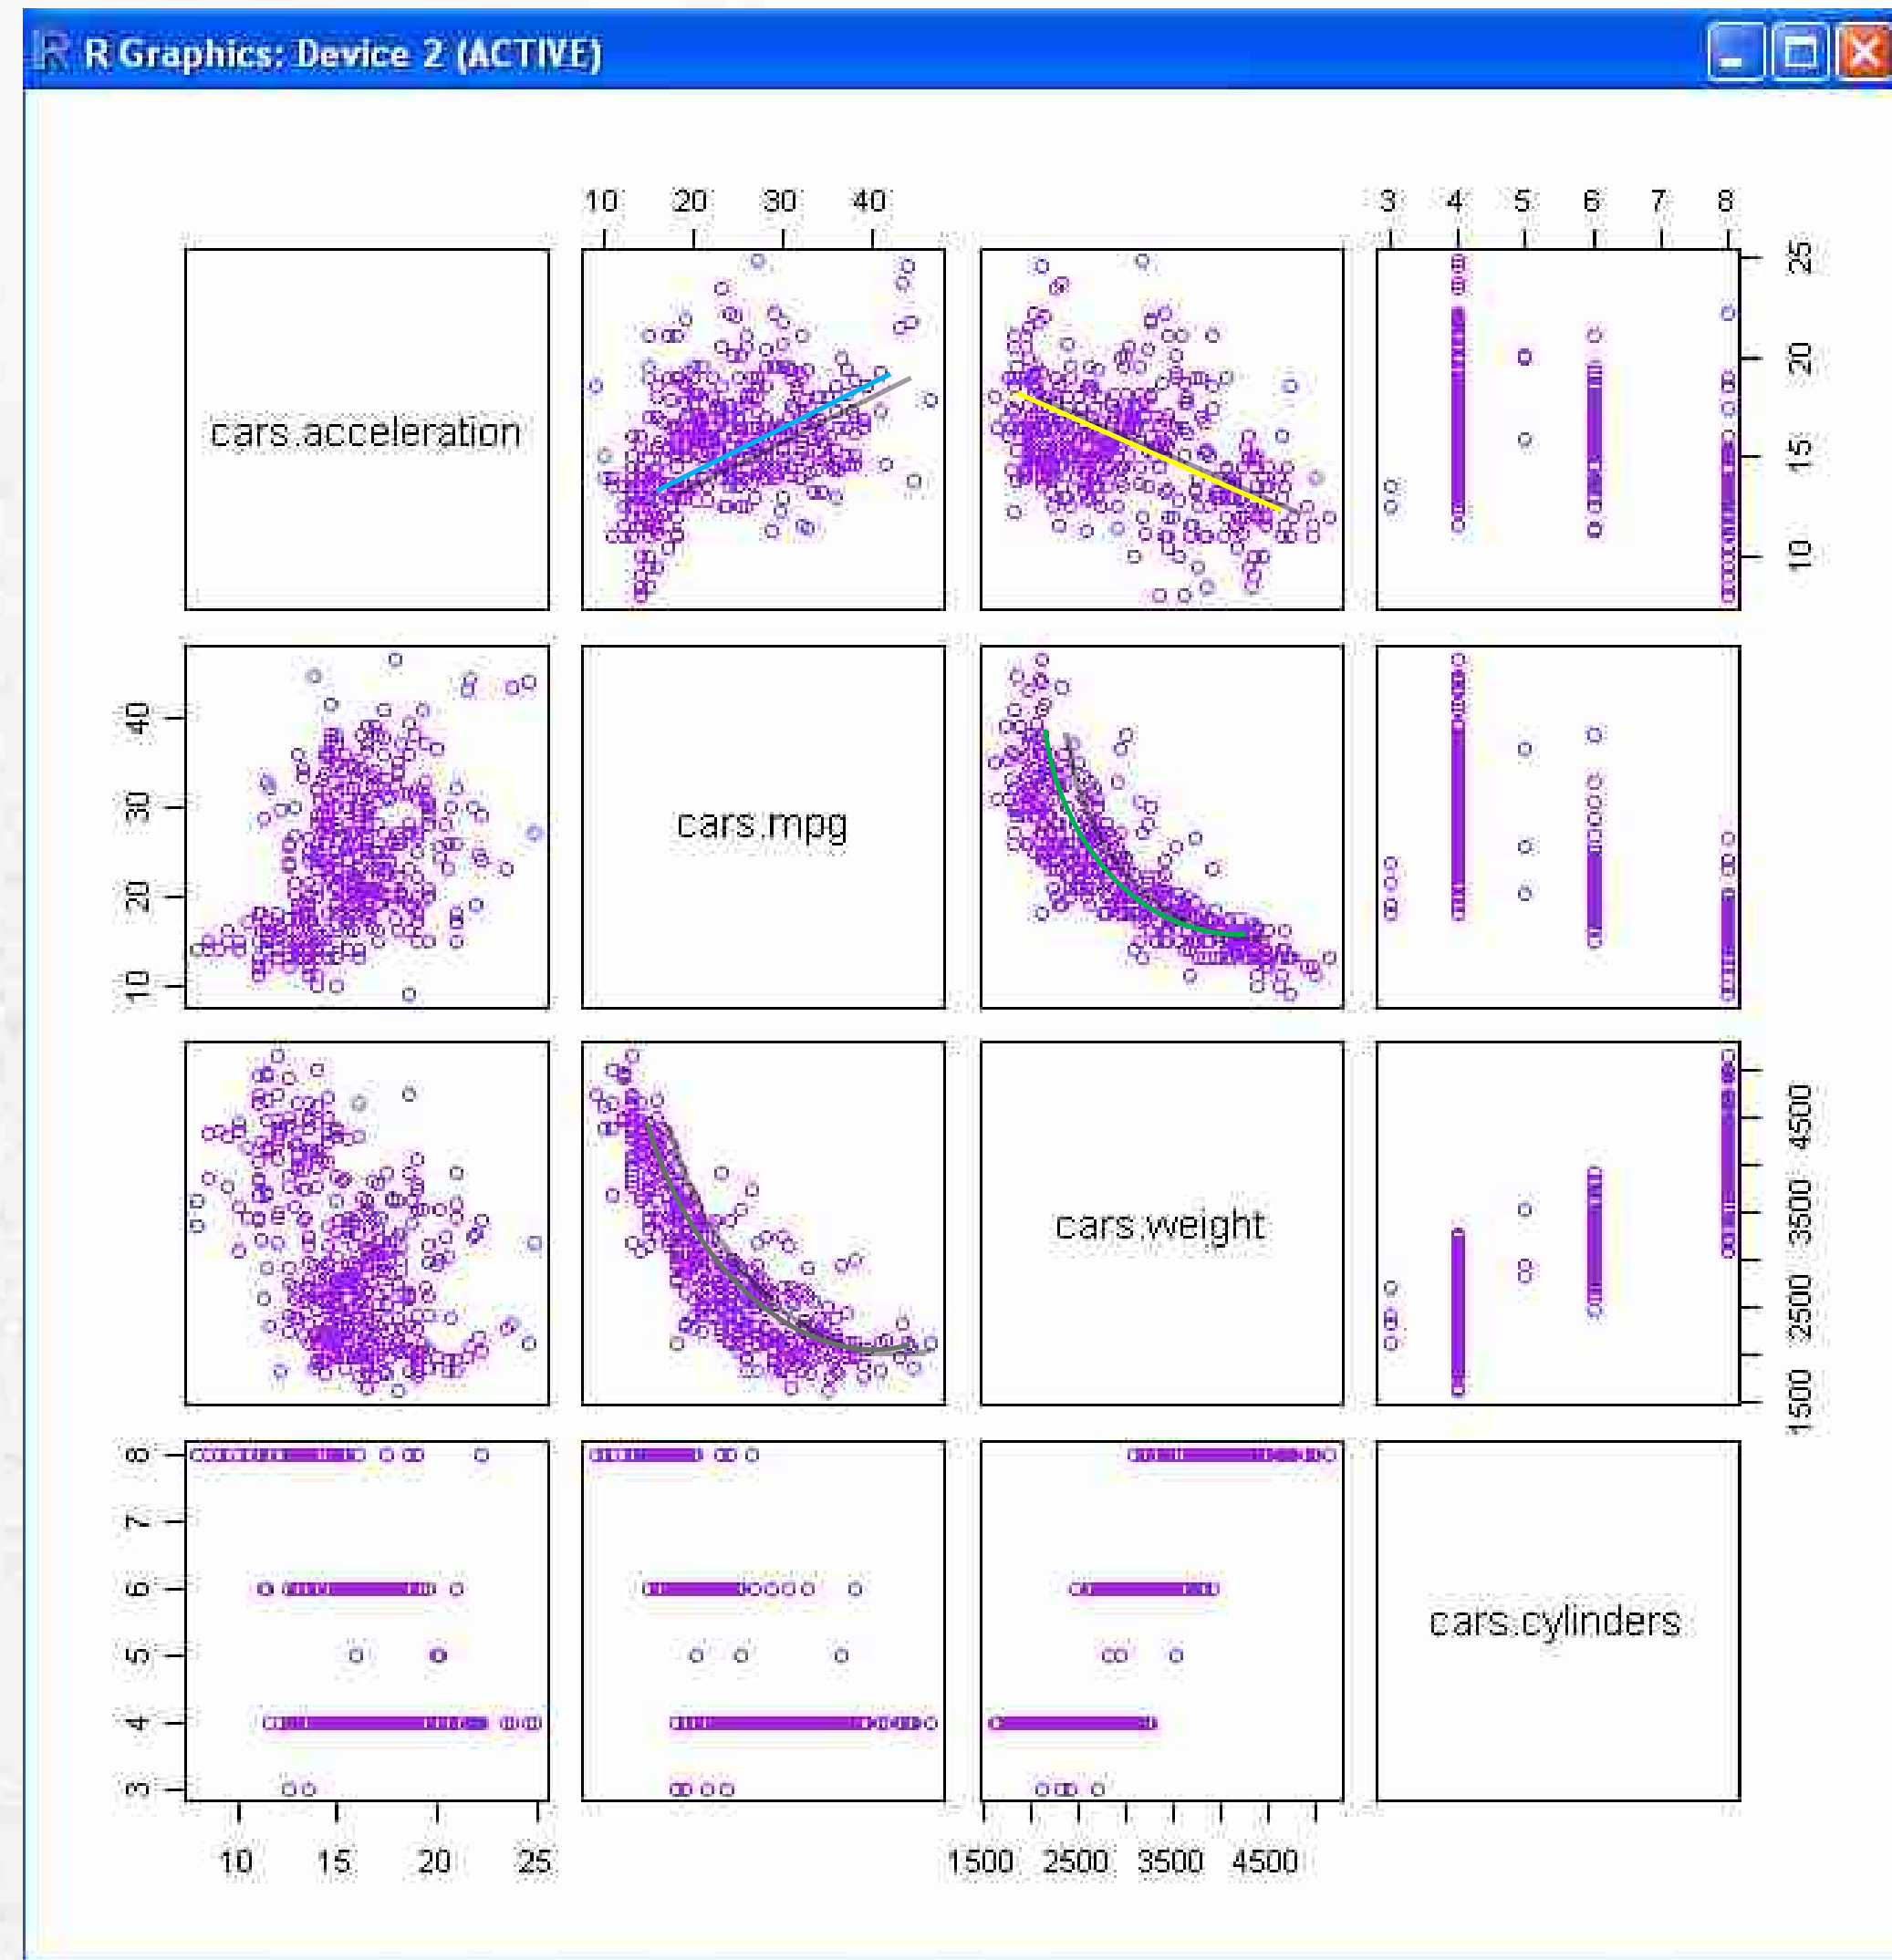 R R Graphics: Device 2 (ACTIVE)
10 20 30 40
3 4 5 6 7 8
cars.acceleration
10 15 20 25
10 20 30 40
cars.mpg
cars.weight
1500 2500 3500 4500
3 4 5 6 7 8
cars.cylinders
10 15 20 25
1500 2500 3500 4500